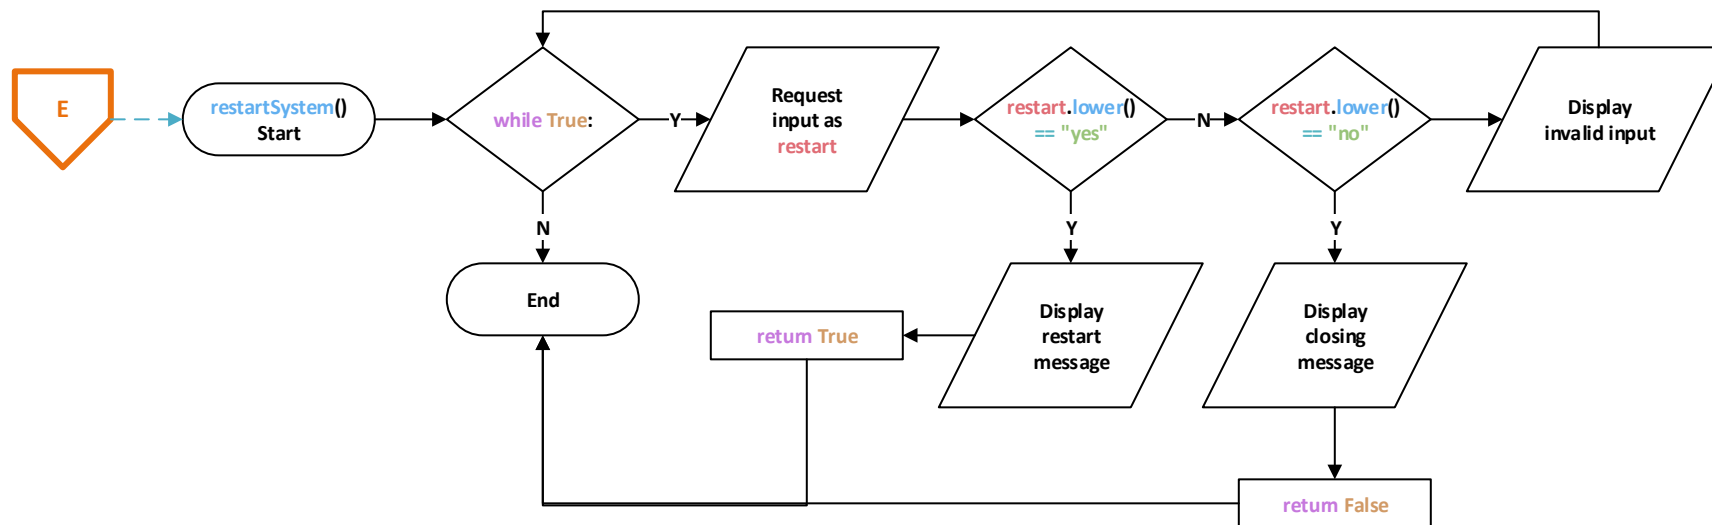 E
restartSystem()
Start
while True:
Y
Request
input as
restart
restart.lower()
== "yes"
N
restart.lower()
== "no"
Display
invalid input
N
Y
Y
End
return True
Display
restart
message
Display
closing
message
return False